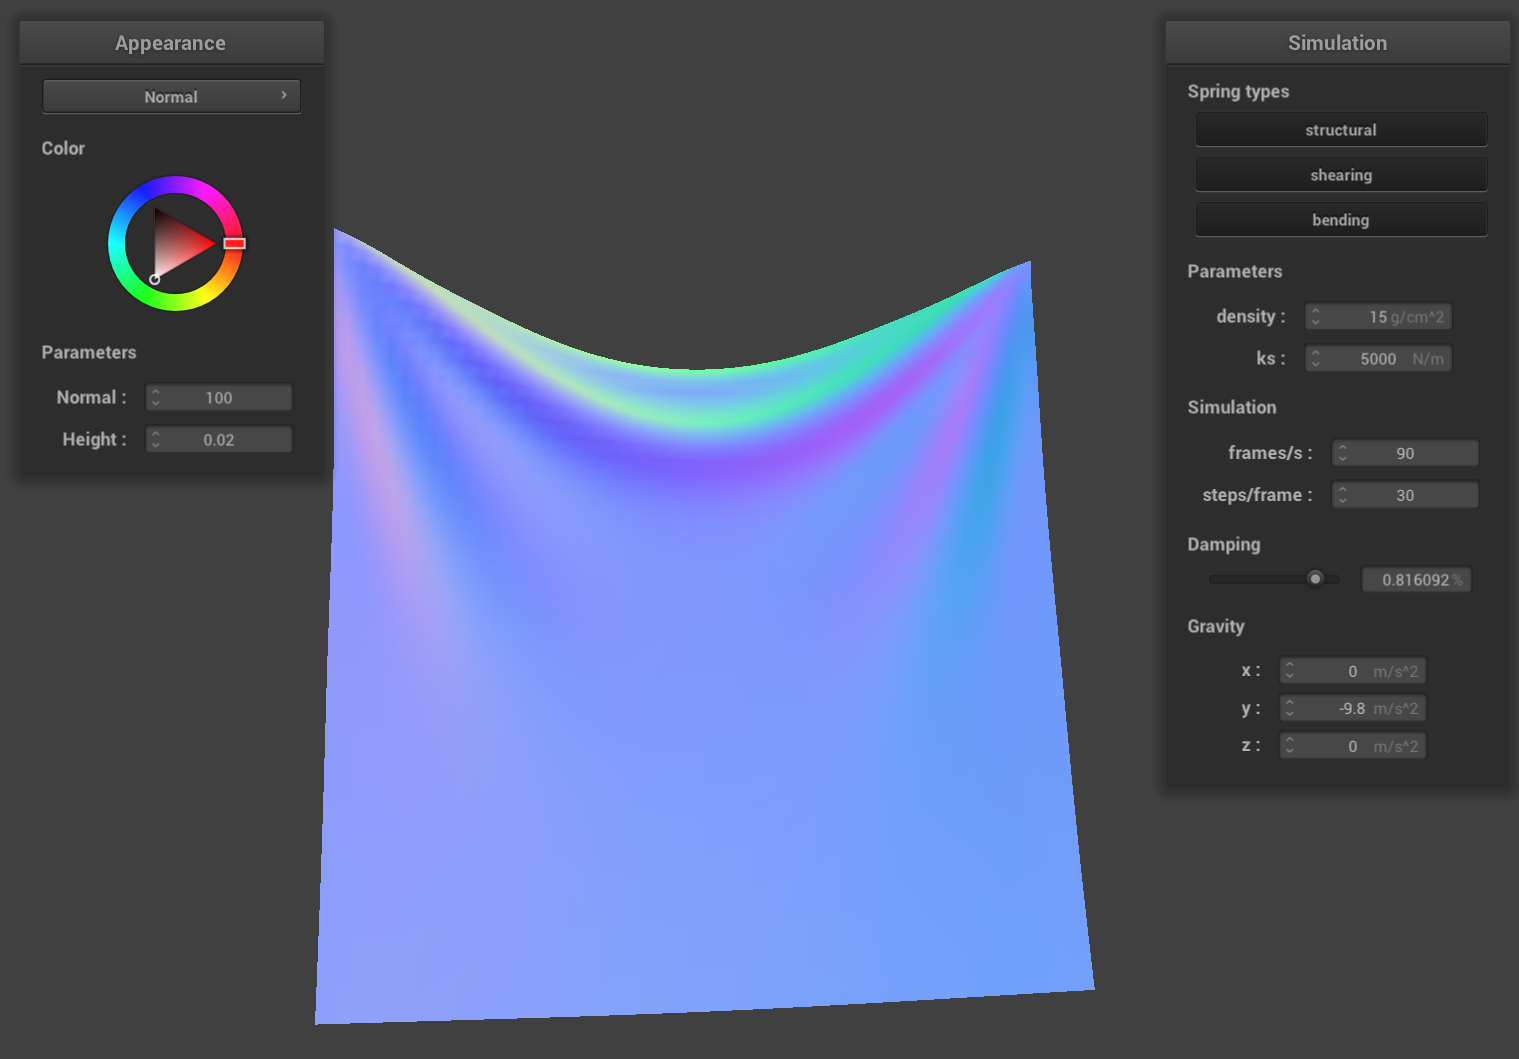 Appearance
Normal
Color
Parameters
Normal : 100
Height : 0.02
Simulation
Spring types
structural
shearing
bending
Parameters
density : 15 g/cm^2
ks : 5000 N/m
Simulation
frames/s : 90
steps/frame : 30
Damping
0.816092 %
Gravity
x : 0 m/s^2
y : -9.8 m/s^2
z : 0 m/s^2